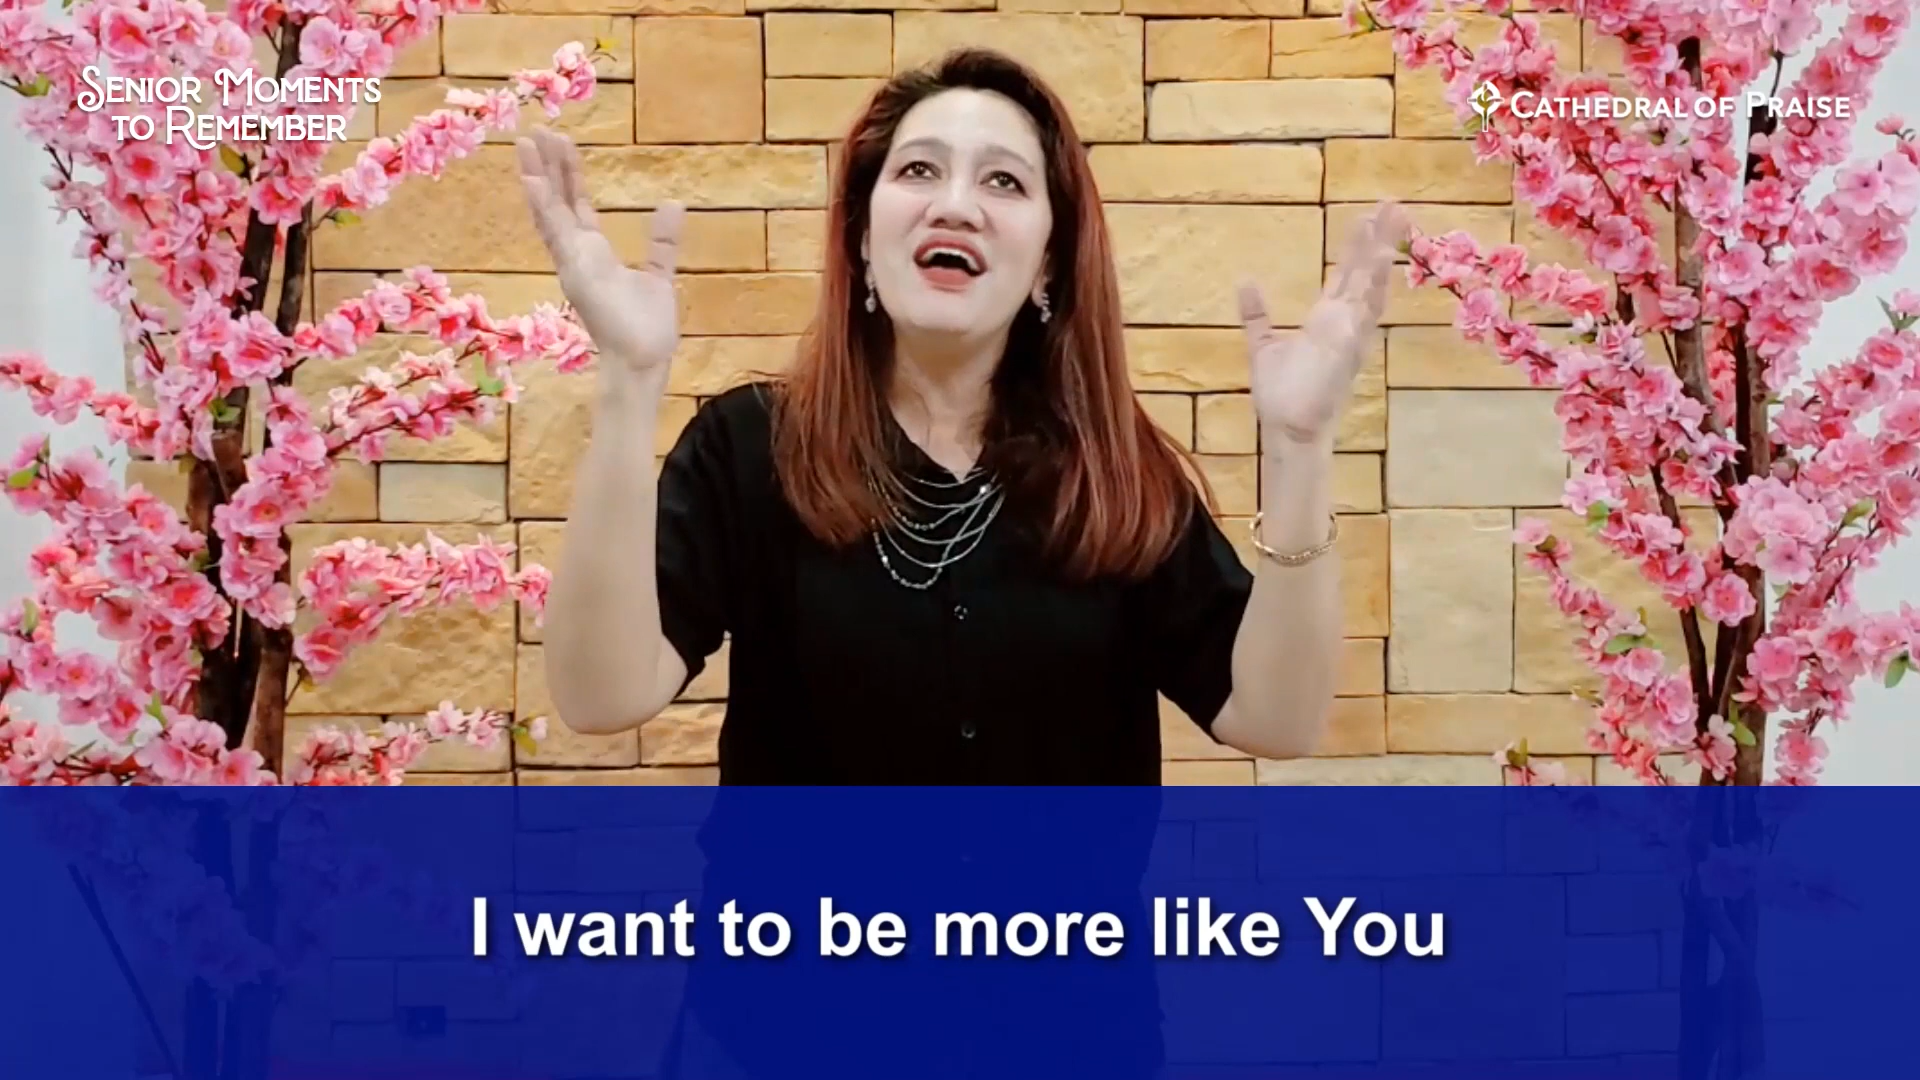 Senior Moments
to Remember
Cathedral of Praise
I want to be more like You